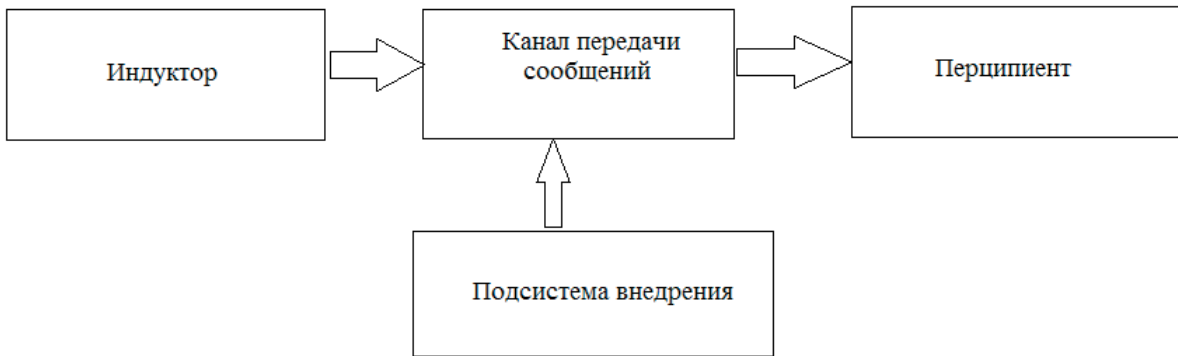 Индуктор
Канал передачи
сообщений
Перципиент
Подсистема внедрения